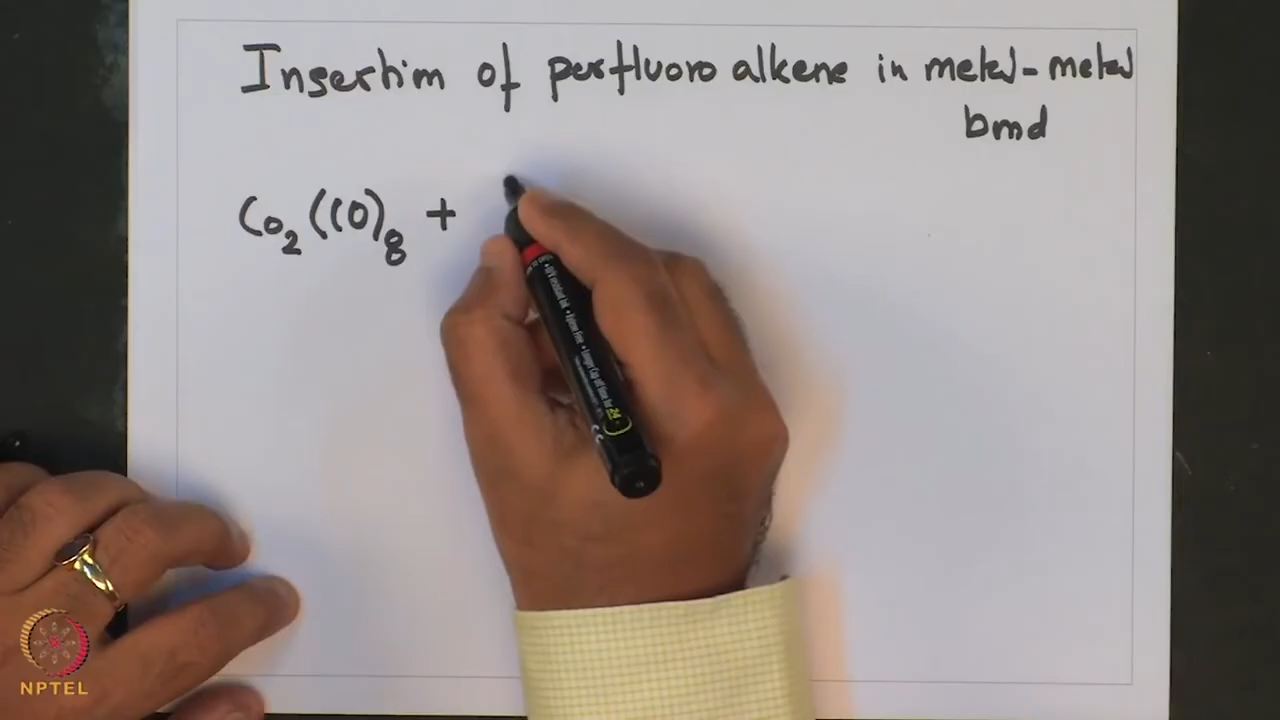 Insertion of perfluoro alkene in metal-metal
bond
Co₂(CO)₈ +
NPTEL